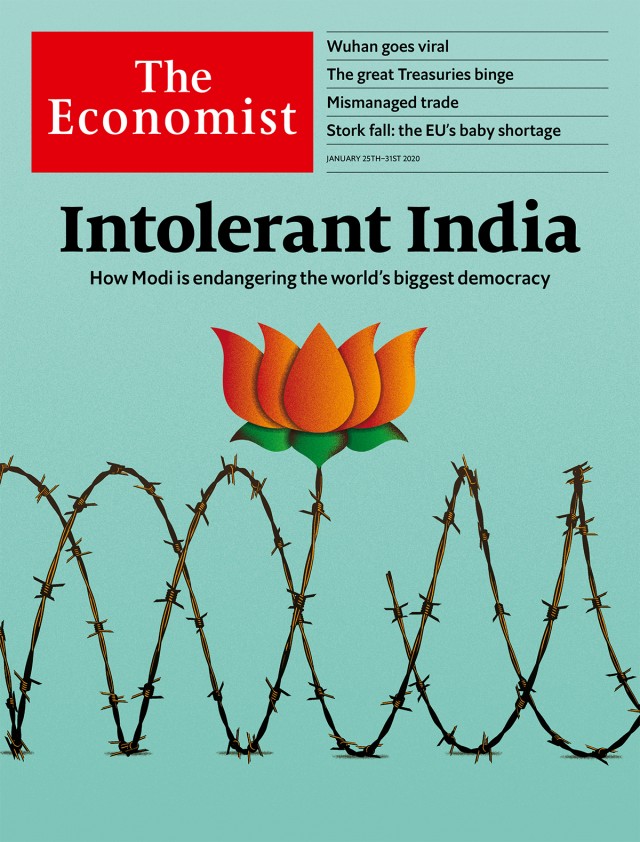 The
Economist
Wuhan goes viral
The great Treasuries binge
Mismanaged trade
Stork fall: the EU’s baby shortage
JANUARY 25TH–31ST 2020
Intolerant India
How Modi is endangering the world’s biggest democracy